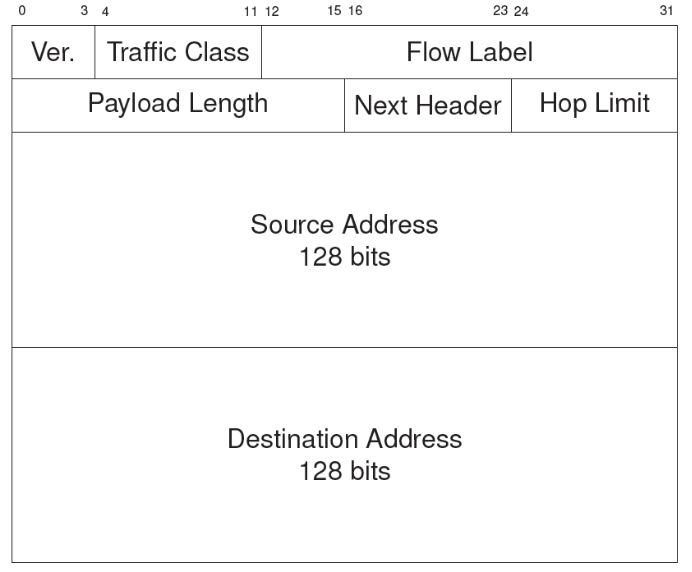 0 3 4 11 12 15 16 23 24 31
Ver. Traffic Class Flow Label
Payload Length Next Header Hop Limit
Source Address
128 bits
Destination Address
128 bits